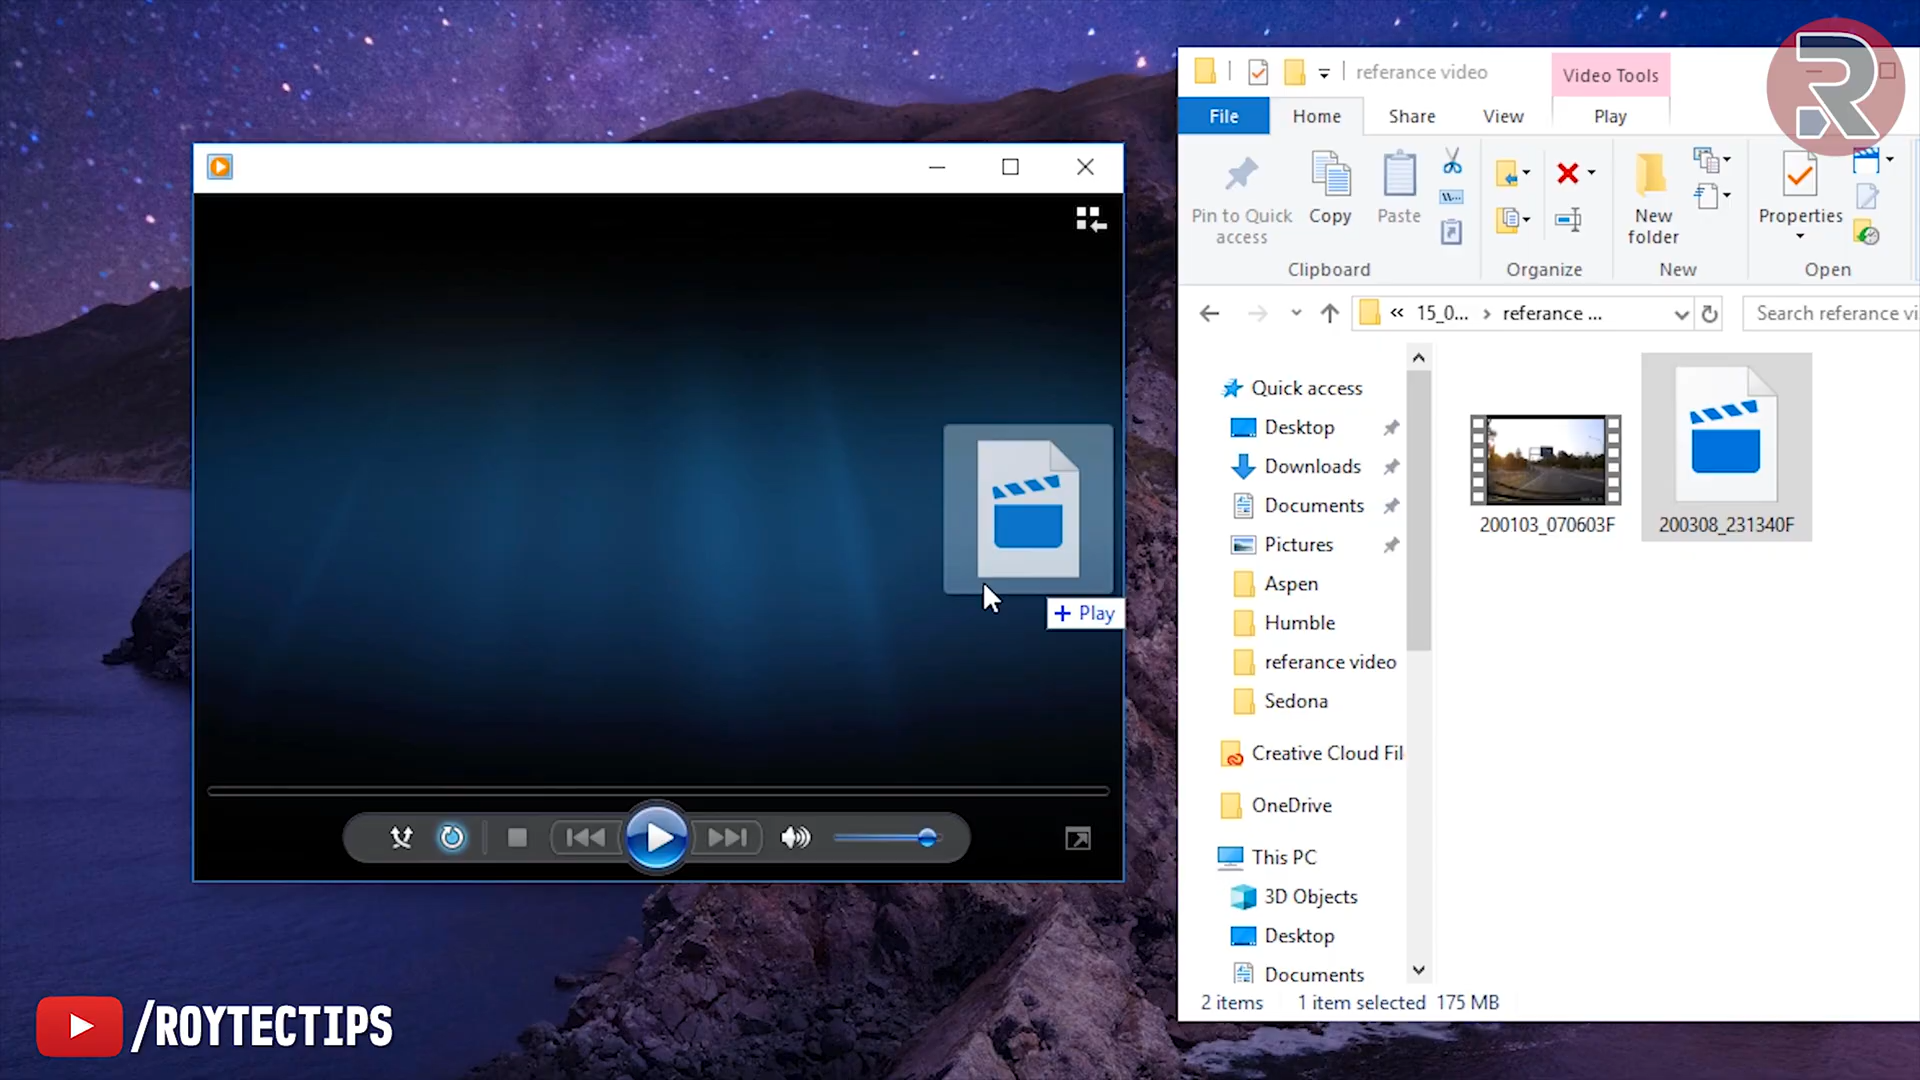 referance video
Video Tools
R
File
Home
Share
View
Play
Pin to Quick
access
Copy
Paste
New
folder
Properties
Clipboard
Organize
New
Open
« 15_0... › referance ...
Search referance vi
Quick access
Desktop
Downloads
Documents
Pictures
Aspen
Humble
referance video
Sedona
Creative Cloud Fil
OneDrive
This PC
3D Objects
Desktop
Documents
200103_070603F
200308_231340F
+ Play
2 items 1 item selected 175 MB
/ROYTECTIPS